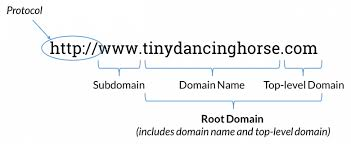 Protocol
http://www.tinydancinghorse.com
Subdomain Domain Name Top-level Domain
Root Domain
(includes domain name and top-level domain)